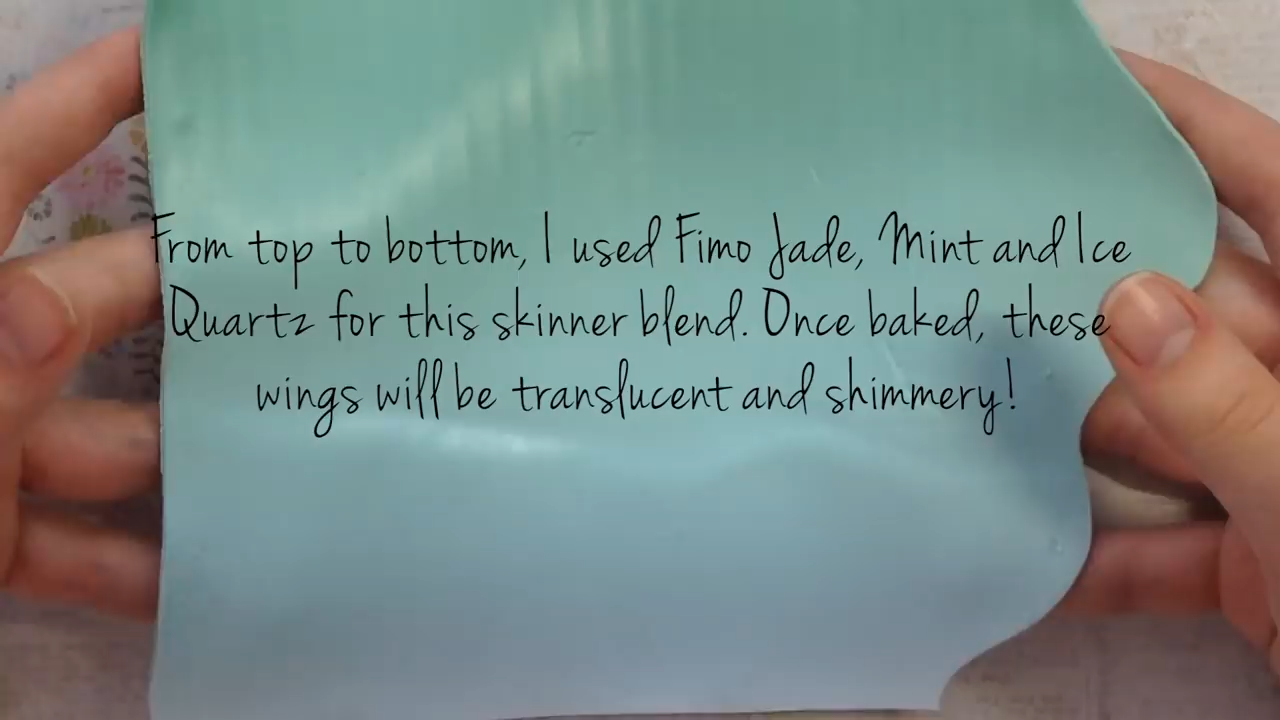 From top to bottom, I used Fimo Jade, Mint and Ice
Quartz for this skinner blend. Once baked, these
wings will be translucent and shimmery!